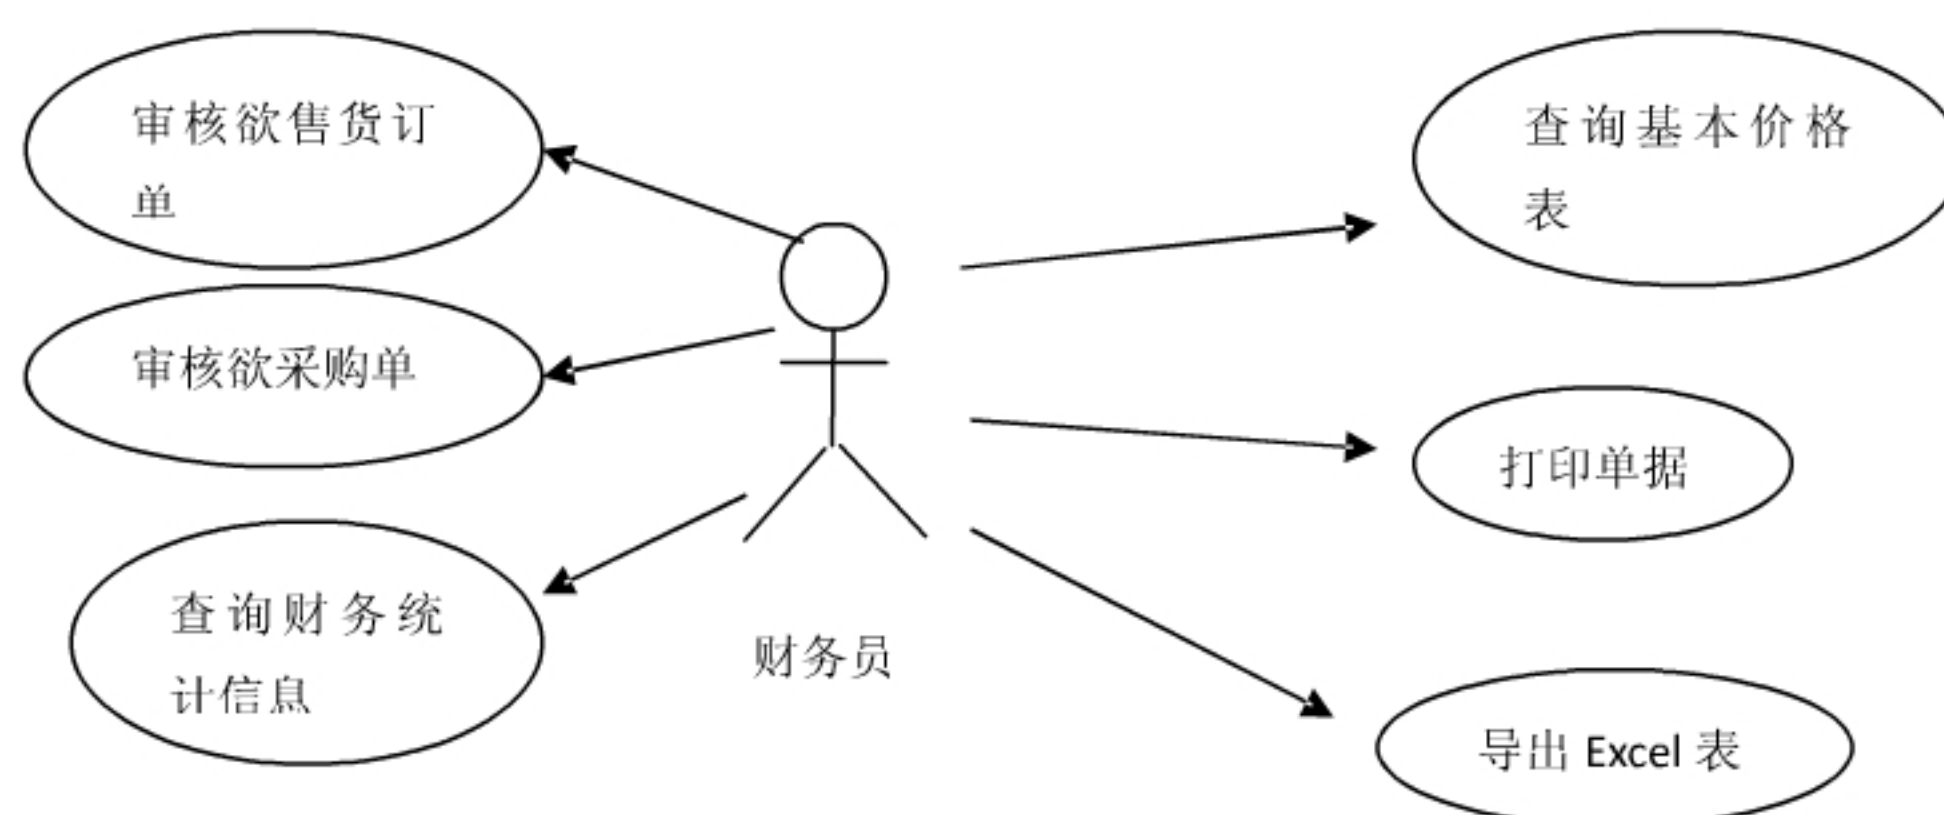 审核欲售货订
单
审核欲采购单
查询财务统
计信息
财务员
查询基本价格
表
打印单据
导出 Excel 表